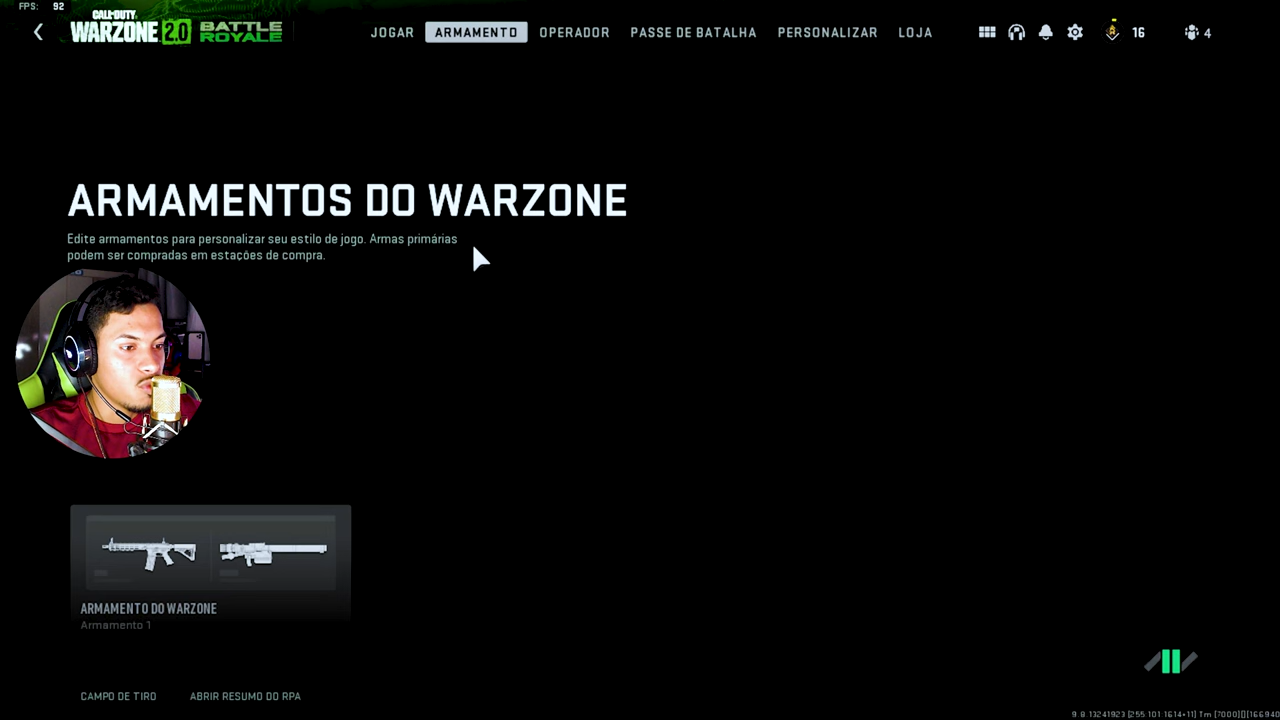 FPS: 92
CALL OF DUTY
WARZONE 2.0 BATTLE ROYALE
JOGAR ARMAMENTO OPERADOR PASSE DE BATALHA PERSONALIZAR LOJA 16 4
ARMAMENTOS DO WARZONE
Edite armamentos para personalizar seu estilo de jogo. Armas primárias
podem ser compradas em estações de compra.
ARMAMENTO DO WARZONE
Armamento 1
CAMPO DE TIRO ABRIR RESUMO DO RPA